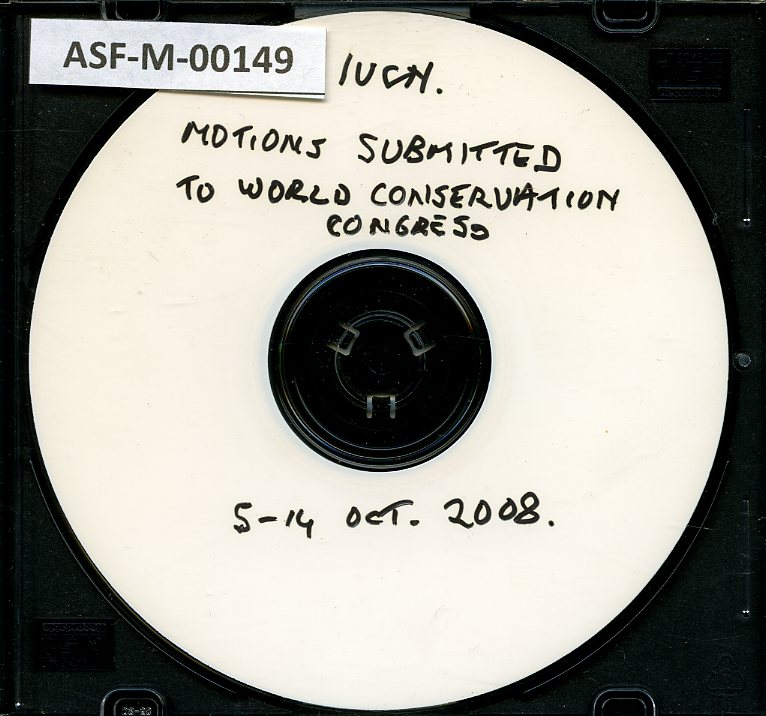 ASF-M-00149
IUCN.
MOTIONS SUBMITTED
TO WORLD CONSERVATION
CONGRESS
5-14 OCT. 2008.